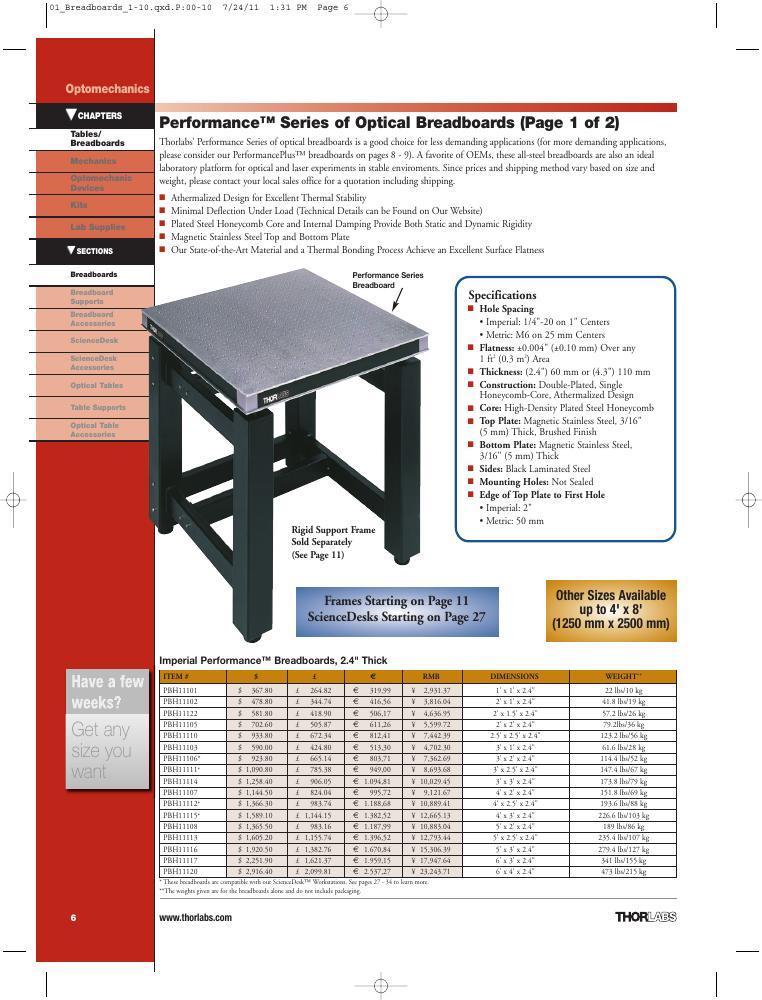 01_Breadboards_1-10.qxd.P:00-10 7/24/11 1:31 PM Page 6
Optomechanics
▼CHAPTERS
Tables/
Breadboards
Mechanics
Optomechanic
Devices
Kits
Lab Supplies
▼SECTIONS
Breadboards
Breadboard
Supports
Breadboard
Accessories
ScienceDesk
ScienceDesk
Accessories
Optical Tables
Table Supports
Optical Table
Accessories
Have a few
weeks?
Get any
size you
want
Performance™ Series of Optical Breadboards (Page 1 of 2)
Thorlabs' Performance Series of optical breadboards is a good choice for less demanding applications (for more demanding applications,
please consider our PerformancePlus™ breadboards on pages 8 - 9). A favorite of OEMs, these all-steel breadboards are also an ideal
laboratory platform for optical and laser experiments in stable enviroments. Since prices and shipping method vary based on size and
weight, please contact your local sales office for a quotation including shipping.
■ Athermalized Design for Excellent Thermal Stability
■ Minimal Deflection Under Load (Technical Details can be Found on Our Website)
■ Plated Steel Honeycomb Core and Internal Damping Provide Both Static and Dynamic Rigidity
■ Magnetic Stainless Steel Top and Bottom Plate
■ Our State-of-the-Art Material and a Thermal Bonding Process Achieve an Excellent Surface Flatness
Performance Series
Breadboard
THORLABS
Rigid Support Frame
Sold Separately
(See Page 11)
Specifications
■ Hole Spacing
• Imperial: 1/4"-20 on 1" Centers
• Metric: M6 on 25 mm Centers
■ Flatness: ±0.004" (±0.10 mm) Over any
1 ft² (0.3 m²) Area
■ Thickness: (2.4") 60 mm or (4.3") 110 mm
■ Construction: Double-Plated, Single
Honeycomb-Core, Athermalized Design
■ Core: High-Density Plated Steel Honeycomb
■ Top Plate: Magnetic Stainless Steel, 3/16"
(5 mm) Thick, Brushed Finish
■ Bottom Plate: Magnetic Stainless Steel,
3/16" (5 mm) Thick
■ Sides: Black Laminated Steel
■ Mounting Holes: Not Sealed
■ Edge of Top Plate to First Hole
• Imperial: 2"
• Metric: 50 mm
Frames Starting on Page 11
ScienceDesks Starting on Page 27
Other Sizes Available
up to 4' x 8'
(1250 mm x 2500 mm)
Imperial Performance™ Breadboards, 2.4" Thick
ITEM # $ £ € RMB DIMENSIONS WEIGHT**
PBH11101 $ 367.80 £ 264.82 € 319,99 ¥ 2,931.37 1' x 1' x 2.4" 22 lbs/10 kg
PBH11102 $ 478.80 £ 344.74 € 416,56 ¥ 3,816.04 2' x 1' x 2.4" 41.8 lbs/19 kg
PBH11122 $ 581.80 £ 418.90 € 506,17 ¥ 4,636.95 2' x 1.5' x 2.4" 57.2 lbs/26 kg
PBH11105 $ 702.60 £ 505.87 € 611,26 ¥ 5,599.72 2' x 2' x 2.4" 79.2lbs/36 kg
PBH11110 $ 933.80 £ 672.34 € 812,41 ¥ 7,442.39 2.5' x 2.5' x 2.4" 123.2 lbs/56 kg
PBH11103 $ 590.00 £ 424.80 € 513,30 ¥ 4,702.30 3' x 1' x 2.4" 61.6 lbs/28 kg
PBH11106* $ 923.80 £ 665.14 € 803,71 ¥ 7,362.69 3' x 2' x 2.4" 114.4 lbs/52 kg
PBH11111* $ 1,090.80 £ 785.38 € 949,00 ¥ 8,693.68 3' x 2.5' x 2.4" 147.4 lbs/67 kg
PBH11114 $ 1,258.40 £ 906.05 € 1.094,81 ¥ 10,029.45 3' x 3' x 2.4" 173.8 lbs/79 kg
PBH11107 $ 1,144.50 £ 824.04 € 995,72 ¥ 9,121.67 4' x 2' x 2.4" 151.8 lbs/69 kg
PBH11112* $ 1,366.30 £ 983.74 € 1.188,68 ¥ 10,889.41 4' x 2.5' x 2.4" 193.6 lbs/88 kg
PBH11115* $ 1,589.10 £ 1,144.15 € 1.382,52 ¥ 12,665.13 4' x 3' x 2.4" 226.6 lbs/103 kg
PBH11108 $ 1,365.50 £ 983.16 € 1.187,99 ¥ 10,883.04 5' x 2' x 2.4" 189 lbs/86 kg
PBH11113 $ 1,605.20 £ 1,155.74 € 1.396,52 ¥ 12,793.44 5' x 2.5' x 2.4" 235.4 lbs/107 kg
PBH11116 $ 1,920.50 £ 1,382.76 € 1.670,84 ¥ 15,306.39 5' x 3' x 2.4" 279.4 lbs/127 kg
PBH11117 $ 2,251.90 £ 1,621.37 € 1.959,15 ¥ 17,947.64 6' x 3' x 2.4" 341 lbs/155 kg
PBH11120 $ 2,916.40 £ 2,099.81 € 2.537,27 ¥ 23,243.71 6' x 4' x 2.4" 473 lbs/215 kg
* These breadboards are compatible with our ScienceDesk™ Workstations. See pages 27 - 34 to learn more.
**The weights given are for the breadboards alone and do not include packaging.
6
www.thorlabs.com
THORLABS